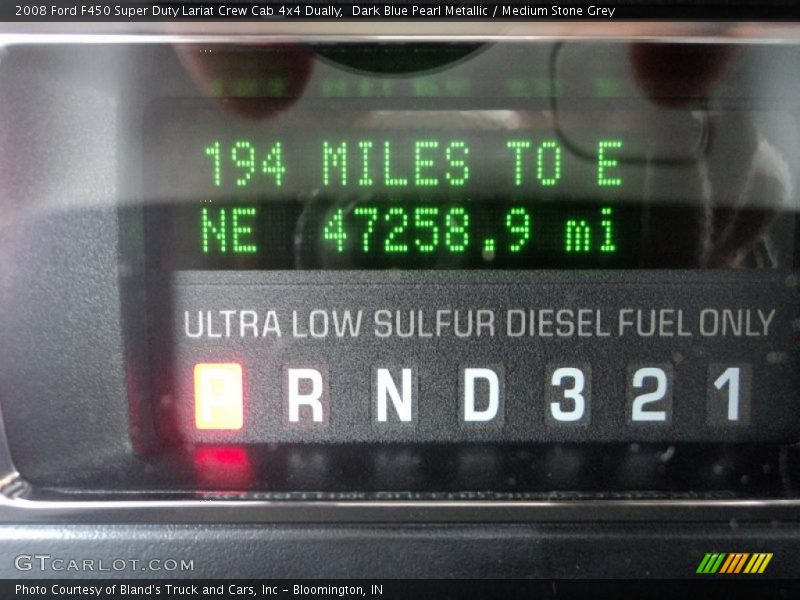 2008 Ford F450 Super Duty Lariat Crew Cab 4x4 Dually, Dark Blue Pearl Metallic / Medium Stone Grey
194 MILES TO E
NE 47258.9 mi
ULTRA LOW SULFUR DIESEL FUEL ONLY
P R N D 3 2 1
GTCARLOT.COM
Photo Courtesy of Bland's Truck and Cars, Inc - Bloomington, IN